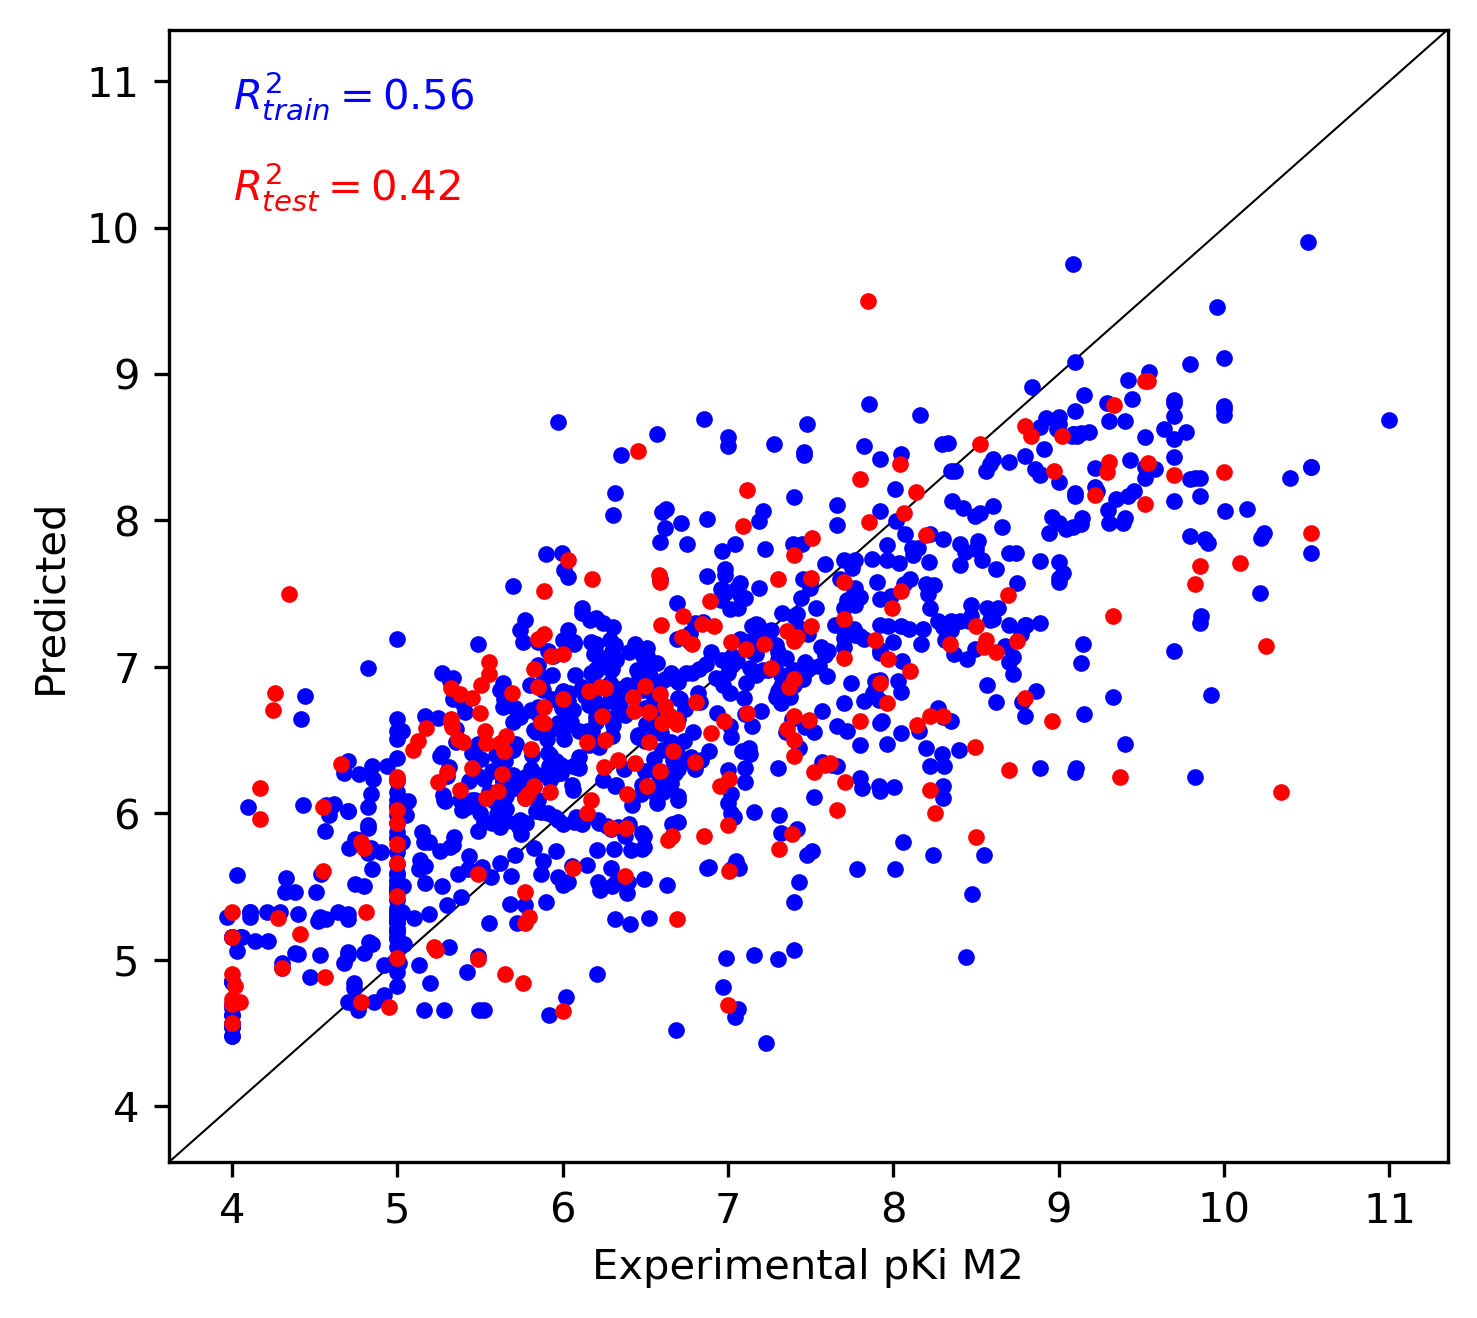 R²train = 0.56
R²test = 0.42
11
10
9
8
7
6
5
4
Predicted
4 5 6 7 8 9 10 11
Experimental pKi M2